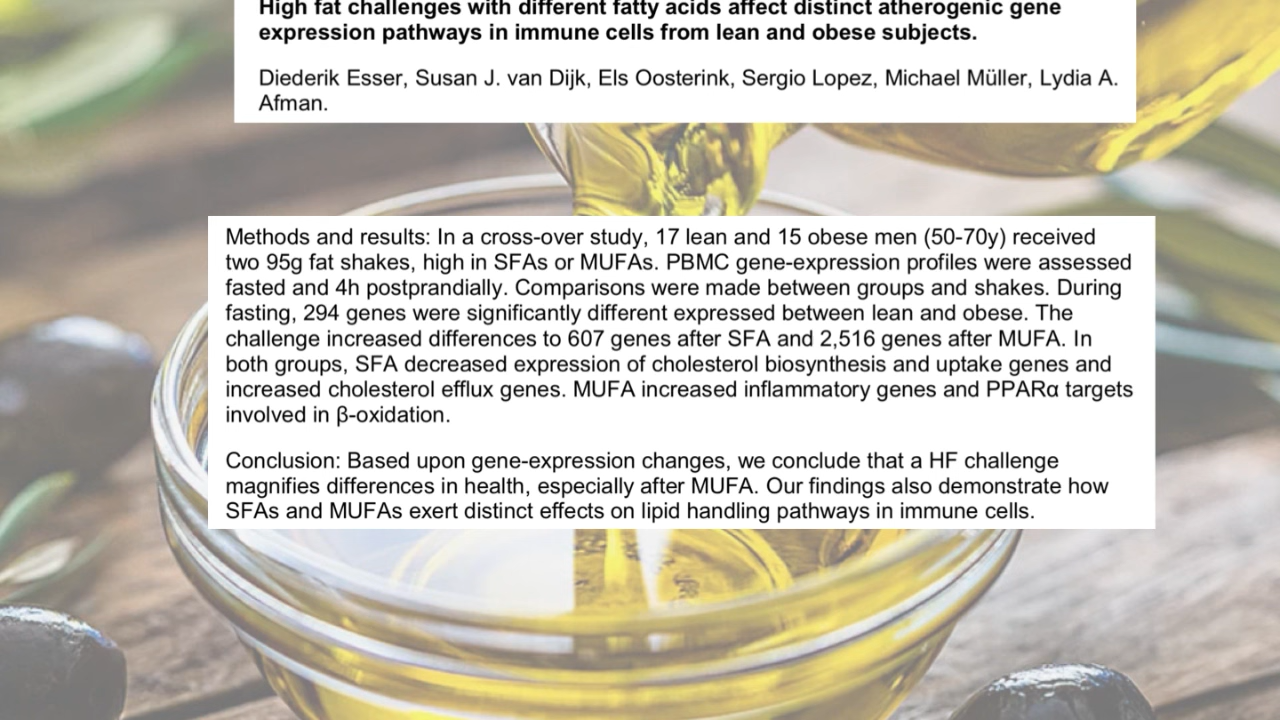 High fat challenges with different fatty acids affect distinct atherogenic gene
expression pathways in immune cells from lean and obese subjects.
Diederik Esser, Susan J. van Dijk, Els Oosterink, Sergio Lopez, Michael Müller, Lydia A.
Afman.
Methods and results: In a cross-over study, 17 lean and 15 obese men (50-70y) received
two 95g fat shakes, high in SFAs or MUFAs. PBMC gene-expression profiles were assessed
fasted and 4h postprandially. Comparisons were made between groups and shakes. During
fasting, 294 genes were significantly different expressed between lean and obese. The
challenge increased differences to 607 genes after SFA and 2,516 genes after MUFA. In
both groups, SFA decreased expression of cholesterol biosynthesis and uptake genes and
increased cholesterol efflux genes. MUFA increased inflammatory genes and PPARα targets
involved in β-oxidation.
Conclusion: Based upon gene-expression changes, we conclude that a HF challenge
magnifies differences in health, especially after MUFA. Our findings also demonstrate how
SFAs and MUFAs exert distinct effects on lipid handling pathways in immune cells.